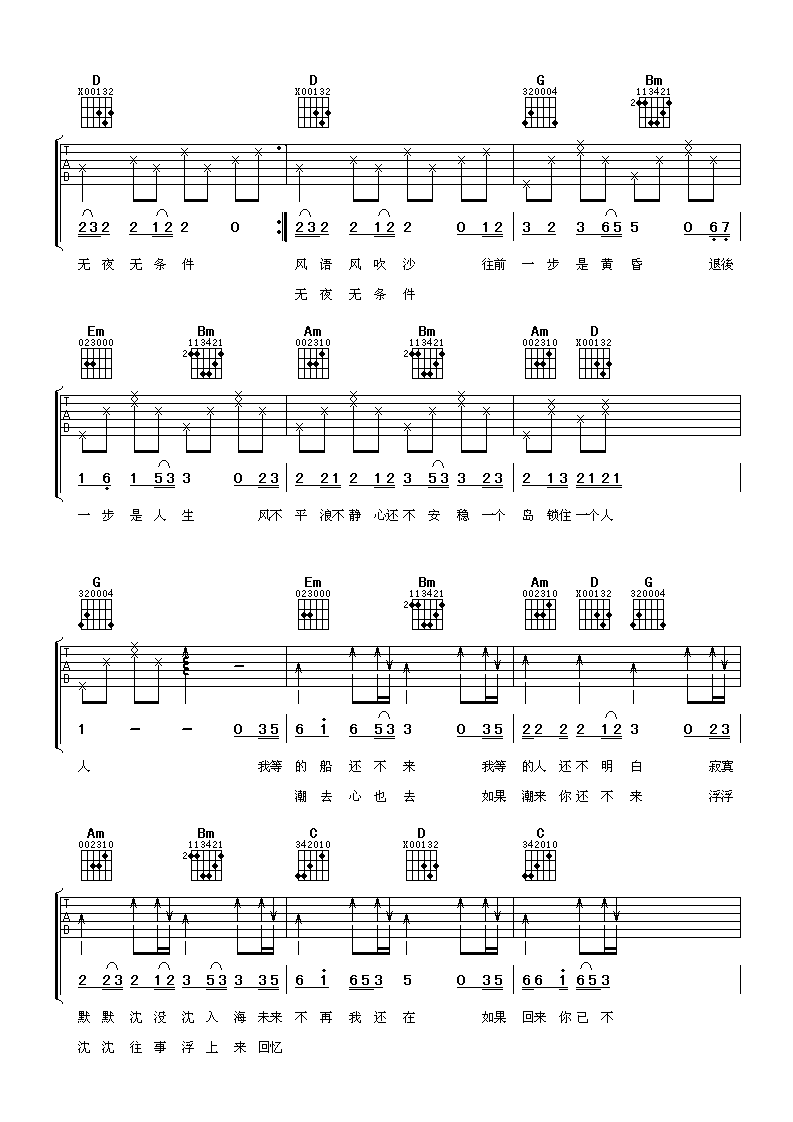 D D G Bm
X00132 X00132 320004 113421
2
T A B
232 2 12 2 0 232 2 12 2 0 12 3 2 3 65 5 0 67
无 夜 无 条 件 风 语 风 吹 沙 往前 一 步 是 黄 昏 退後
无 夜 无 条 件
Em Bm Am Bm Am D
023000 113421 002310 113421 002310 X00132
2 2
T A B
1 6 1 53 3 0 23 2 21 2 12 3 53 3 23 2 13 2121
一 步 是 人 生 风不 平 浪不 静 心还 不 安 稳 一个 岛 锁住 一个人
G Em Bm Am D G
320004 023000 113421 002310 X00132 320004
2
T A B
1 - - 0 35 6 1 6 53 3 0 35 22 2 2 12 3 0 23
人 我等 的 船 还 不 来 我等 的人 还 不 明 白 寂寞
潮 去 心 也 去 如果 潮来 你 还 不 来 浮浮
Am Bm C D C
002310 113421 342010 X00132 342010
2
T A B
2 23 2 12 3 53 3 35 6 1 653 5 0 35 66 1 653
默 默 沈 没 沈 入 海 未来 不 再 我 还 在 如果 回来 你 已 不
沈 沈 往 事 浮 上 来 回忆